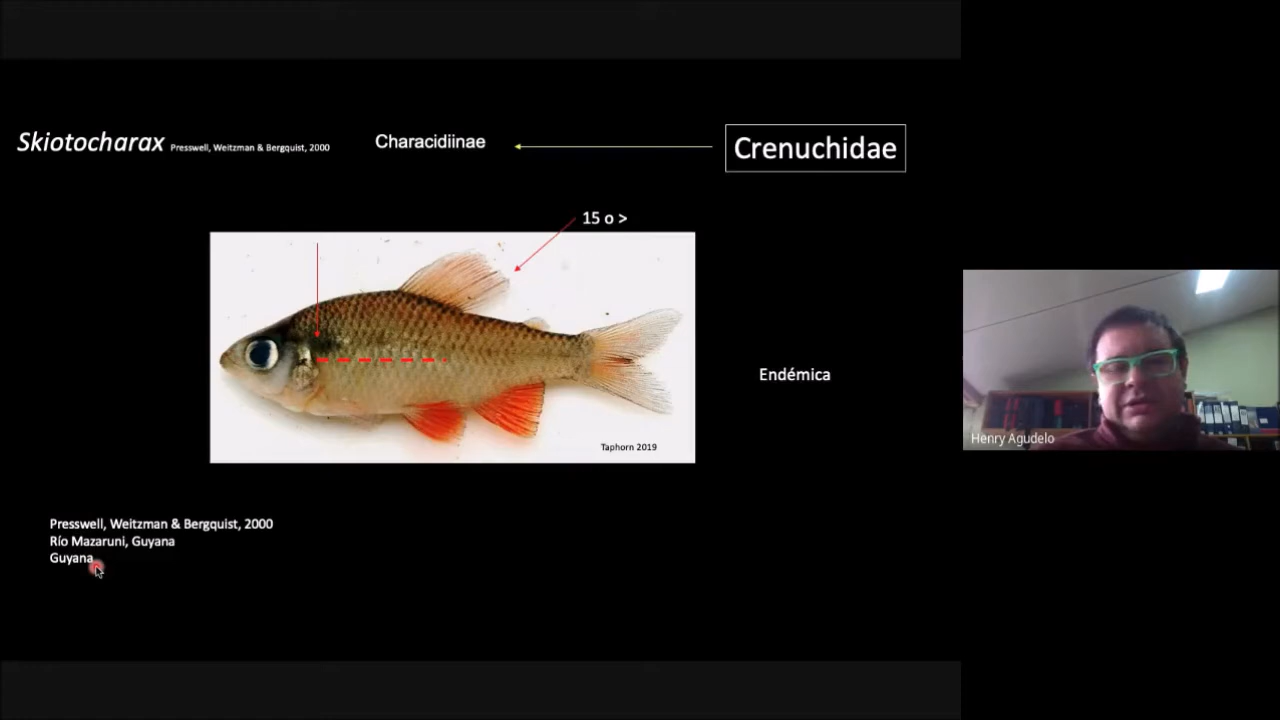 Skiotocharax Presswell, Weitzman & Bergquist, 2000
Characidiinae
Crenuchidae
15 o >
Taphorn 2019
Endémica
Henry Agudelo
Presswell, Weitzman & Bergquist, 2000
Río Mazaruni, Guyana
Guyana